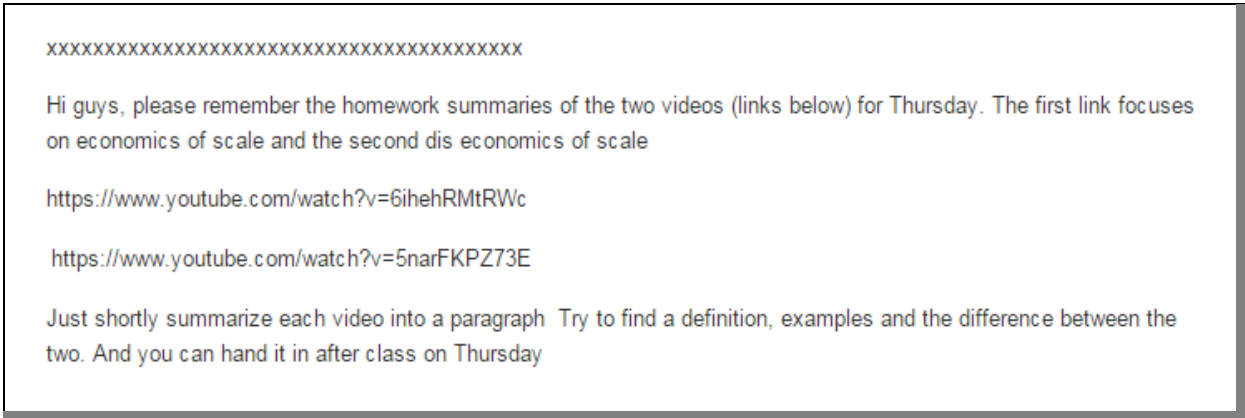 xxxxxxxxxxxxxxxxxxxxxxxxxxxxxxxxxxxxxxxxx
Hi guys, please remember the homework summaries of the two videos (links below) for Thursday. The first link focuses
on economics of scale and the second dis economics of scale
https://www.youtube.com/watch?v=6ihehRMtRWc
https://www.youtube.com/watch?v=5narFKPZ73E
Just shortly summarize each video into a paragraph  Try to find a definition, examples and the difference between the
two. And you can hand it in after class on Thursday